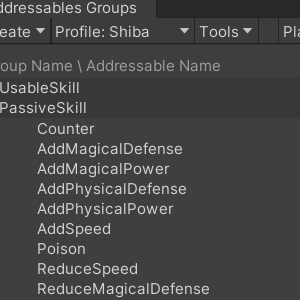 ddressables Groups
eate Profile: Shiba Tools Pla
oup Name \ Addressable Name
UsableSkill
PassiveSkill
Counter
AddMagicalDefense
AddMagicalPower
AddPhysicalDefense
AddPhysicalPower
AddSpeed
Poison
ReduceSpeed
ReduceMagicalDefense